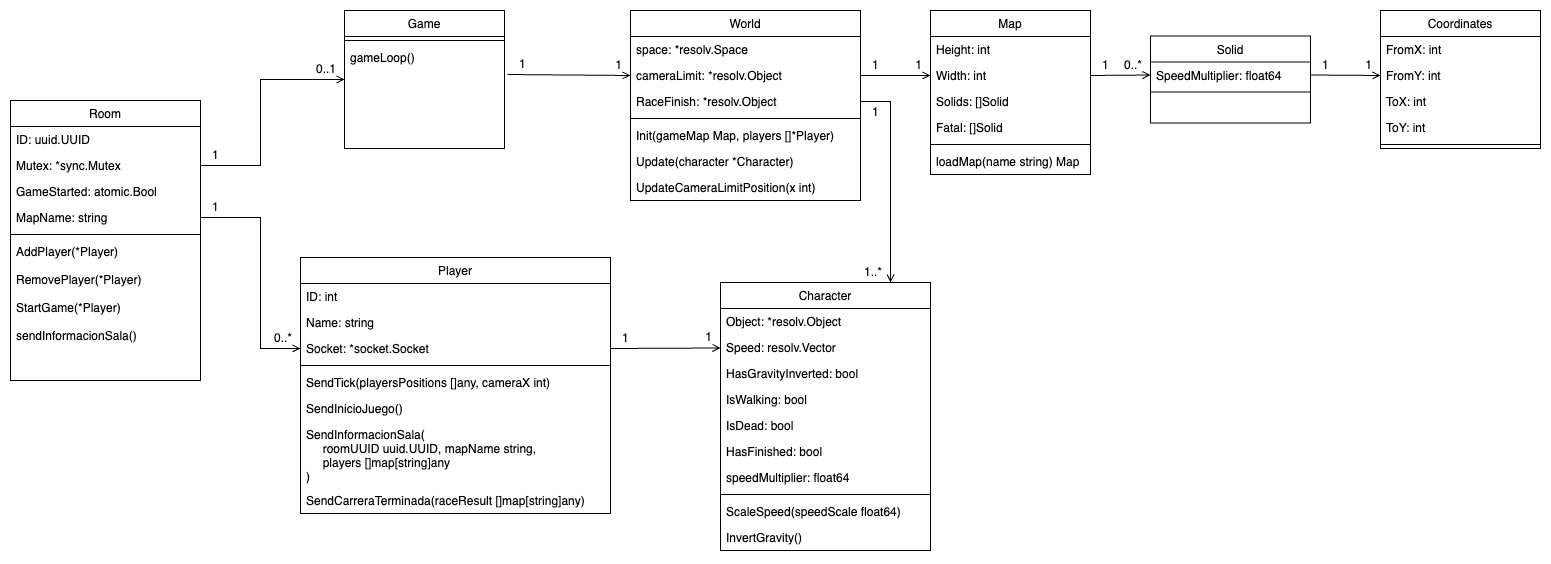 Room
ID: uuid.UUID
Mutex: *sync.Mutex
GameStarted: atomic.Bool
MapName: string
AddPlayer(*Player)
RemovePlayer(*Player)
StartGame(*Player)
sendInformacionSala()
1
0..1
1
0..*
Game
gameLoop()
1
1
World
space: *resolv.Space
cameraLimit: *resolv.Object
RaceFinish: *resolv.Object
Init(gameMap Map, players []*Player)
Update(character *Character)
UpdateCameraLimitPosition(x int)
1
1
1
1..*
Map
Height: int
Width: int
Solids: []Solid
Fatal: []Solid
loadMap(name string) Map
1
0..*
Solid
SpeedMultiplier: float64
1
1
Coordinates
FromX: int
FromY: int
ToX: int
ToY: int
Player
ID: int
Name: string
Socket: *socket.Socket
SendTick(playersPositions []any, cameraX int)
SendInicioJuego()
SendInformacionSala(
roomUUID uuid.UUID, mapName string,
players []map[string]any
)
SendCarreraTerminada(raceResult []map[string]any)
1
1
Character
Object: *resolv.Object
Speed: resolv.Vector
HasGravityInverted: bool
IsWalking: bool
IsDead: bool
HasFinished: bool
speedMultiplier: float64
ScaleSpeed(speedScale float64)
InvertGravity()